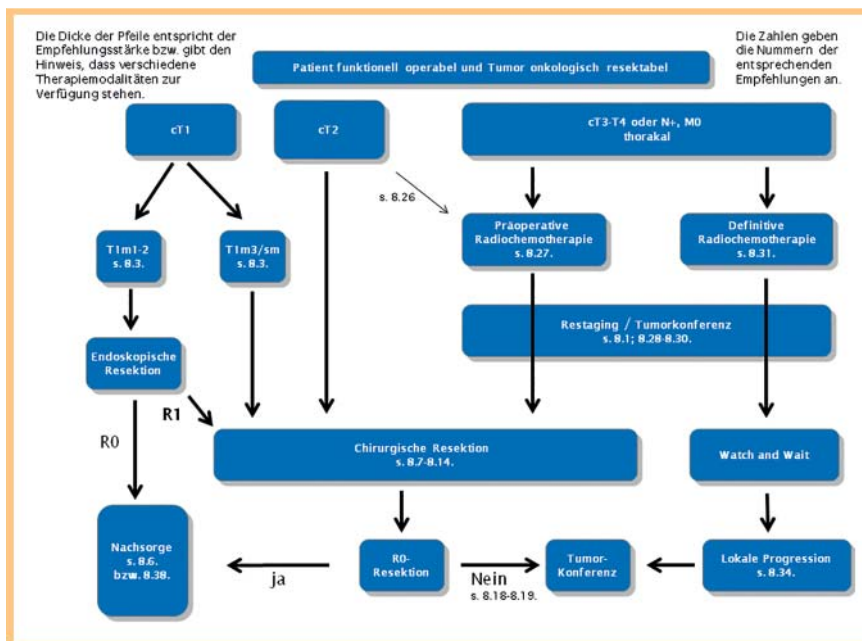 Die Dicke der Pfeile entspricht der
Empfehlungsstärke bzw. gibt den
Hinweis, dass verschiedene
Therapiemodalitäten zur
Verfügung stehen.
Die Zahlen geben
die Nummern der
entsprechenden
Empfehlungen an.
Patient funktionell operabel und Tumor onkologisch resektabel
cT1
cT2
cT3-T4 oder N+, M0
thorakal
s. 8.26
T1m1-2
s. 8.3.
T1m3/sm
s. 8.3.
Präoperative
Radiochemotherapie
s. 8.27.
Definitive
Radiochemotherapie
s. 8.31.
Restaging / Tumorkonferenz
s. 8.1; 8.28-8.30.
Endoskopische
Resektion
R1
R0
Chirurgische Resektion
s. 8.7-8.14.
Watch and Wait
Nachsorge
s. 8.6.
bzw. 8.38.
ja
R0-
Resektion
Nein
s. 8.18-8.19.
Tumor-
Konferenz
Lokale Progression
s. 8.34.